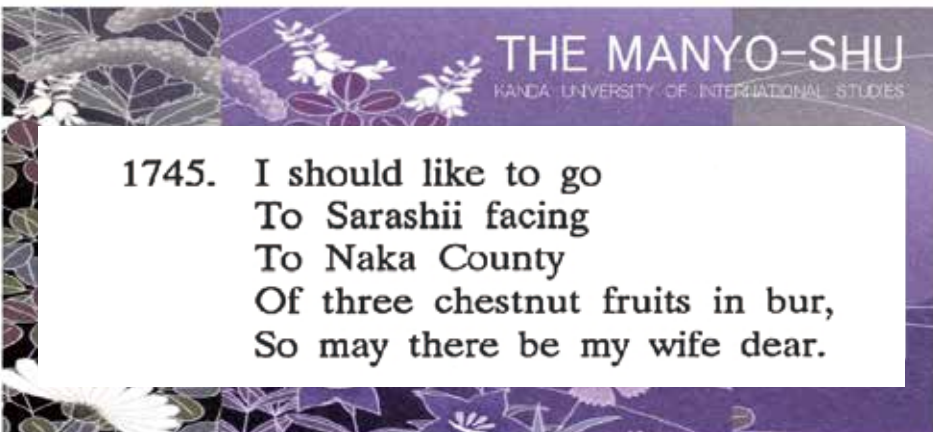 THE MANYO-SHU
KANDA UNIVERSITY OF INTERNATIONAL STUDIES
1745. I should like to go
To Sarashii facing
To Naka County
Of three chestnut fruits in bur,
So may there be my wife dear.